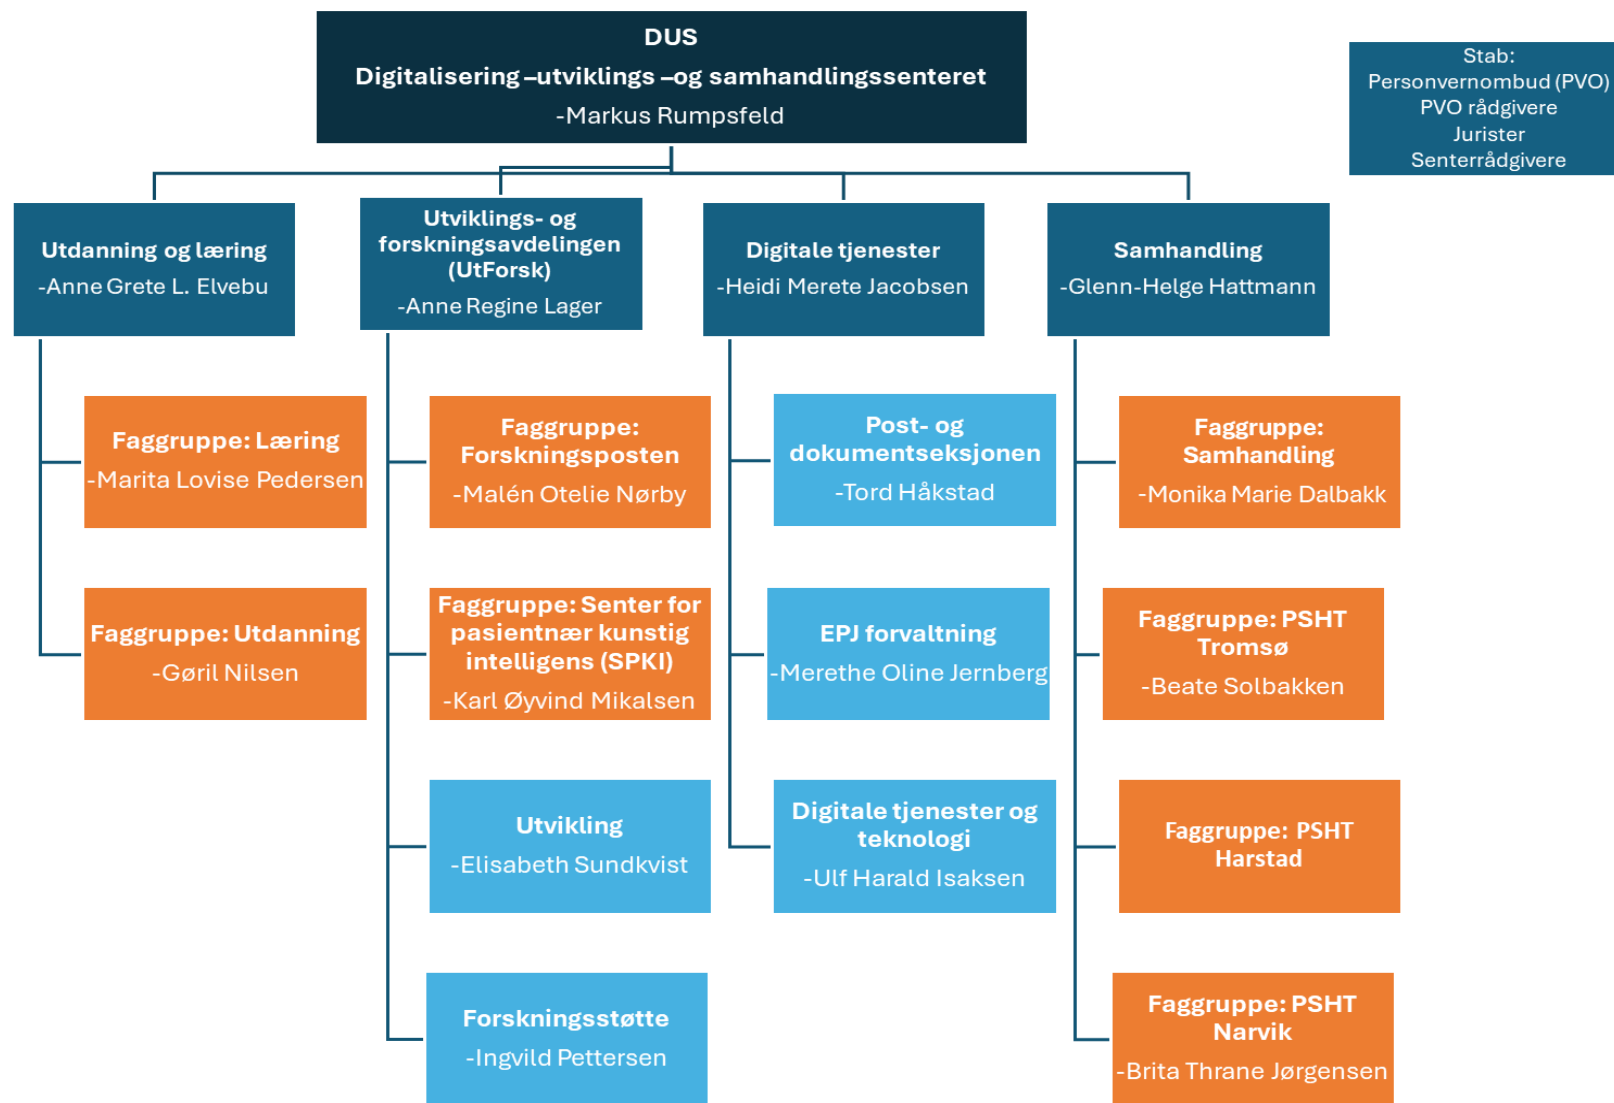 DUS
Digitalisering –utviklings –og samhandlingssenteret
-Markus Rumpsfeld
Stab:
Personvernombud (PVO)
PVO rådgivere
Jurister
Senterrådgivere
Utdanning og læring
-Anne Grete L. Elvebu
Utviklings- og
forskningsavdelingen
(UtForsk)
-Anne Regine Lager
Digitale tjenester
-Heidi Merete Jacobsen
Samhandling
-Glenn-Helge Hattmann
Faggruppe: Læring
-Marita Lovise Pedersen
Faggruppe:
Forskningsposten
-Malén Otelie Nørby
Post- og
dokumentseksjonen
-Tord Håkstad
Faggruppe:
Samhandling
-Monika Marie Dalbakk
Faggruppe: Utdanning
-Gøril Nilsen
Faggruppe: Senter for
pasientnær kunstig
intelligens (SPKI)
-Karl Øyvind Mikalsen
EPJ forvaltning
-Merethe Oline Jernberg
Faggruppe: PSHT
Tromsø
-Beate Solbakken
Utvikling
-Elisabeth Sundkvist
Digitale tjenester og
teknologi
-Ulf Harald Isaksen
Faggruppe: PSHT
Harstad
Forskningsstøtte
-Ingvild Pettersen
Faggruppe: PSHT
Narvik
-Brita Thrane Jørgensen